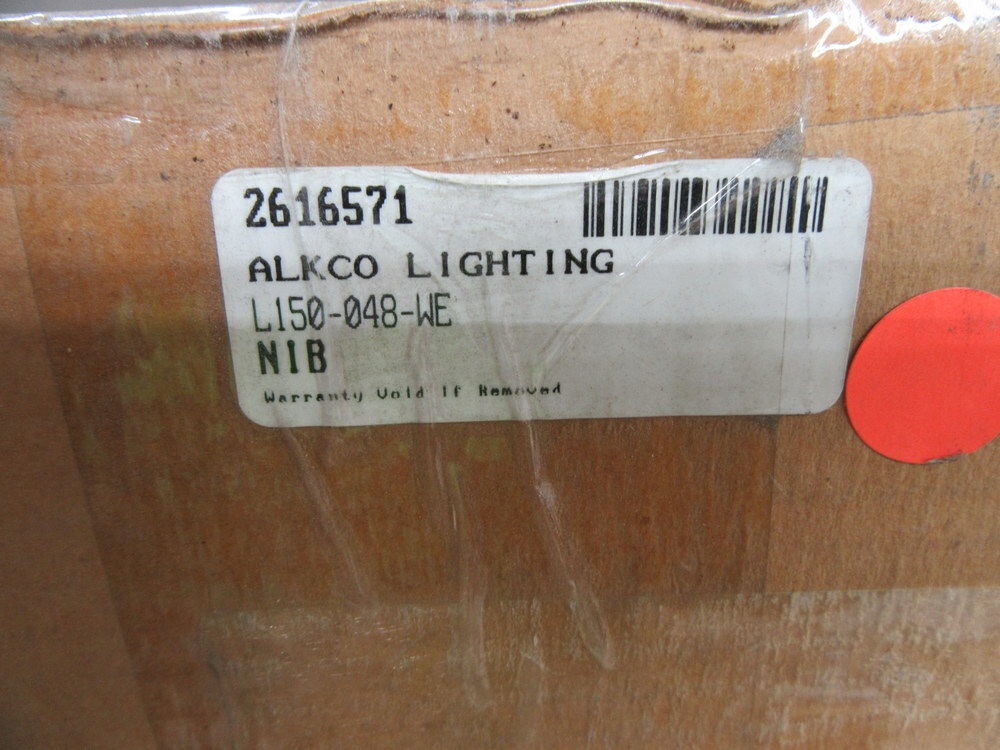 2616571
ALKCO LIGHTING
L150-048-WE
NIB
Warranty Void If Removed